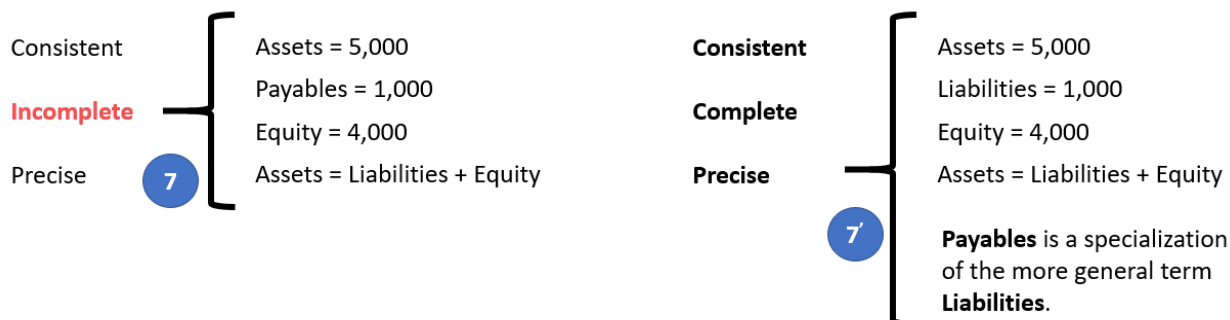 Consistent
Incomplete
Precise
7
Assets = 5,000
Payables = 1,000
Equity = 4,000
Assets = Liabilities + Equity
Consistent
Complete
Precise
7’
Assets = 5,000
Liabilities = 1,000
Equity = 4,000
Assets = Liabilities + Equity
Payables is a specialization
of the more general term
Liabilities.